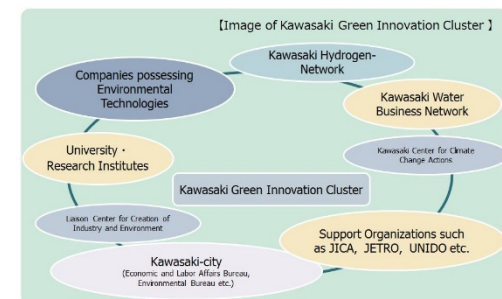 【Image of Kawasaki Green Innovation Cluster】
Kawasaki Hydrogen-
Network
Companies possessing
Environmental
Technologies
Kawasaki Water
Business Network
University・
Research Institutes
Kawasaki Center for Climate
Change Actions
Kawasaki Green Innovation Cluster
Liaison Center for Creation of
Industry and Environment
Support Organizations such
as JICA, JETRO, UNIDO etc.
Kawasaki-city
(Economic and Labor Affairs Bureau,
Environmental Bureau etc.)